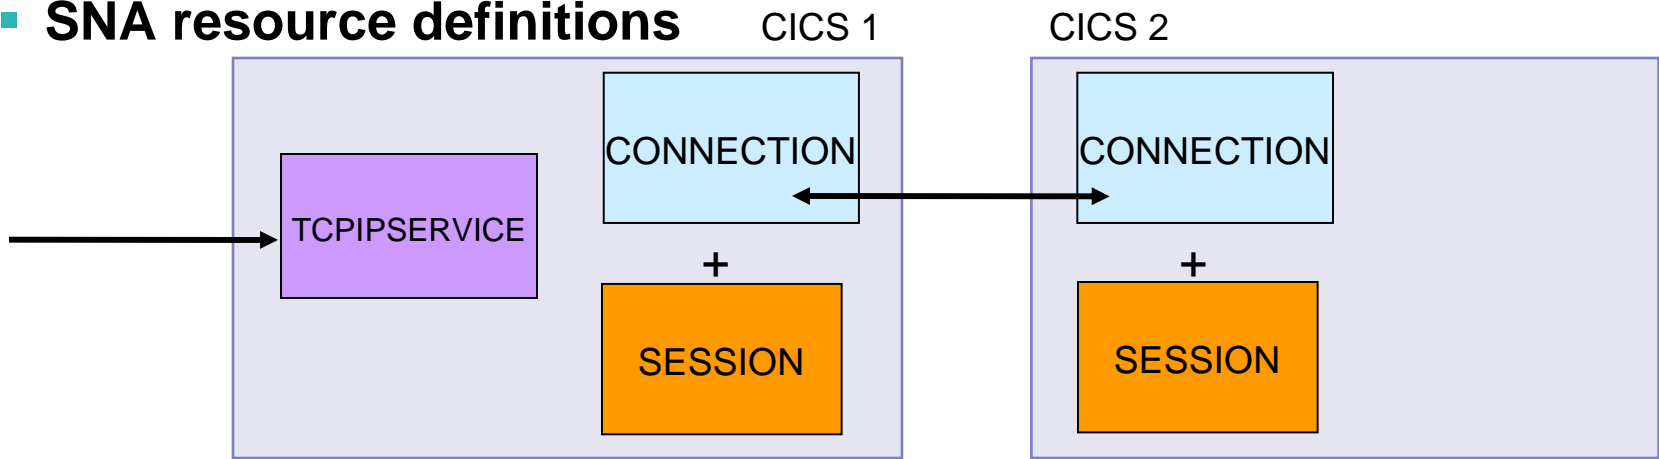 ▪ SNA resource definitions
CICS 1
CICS 2
CONNECTION
CONNECTION
TCPIPSERVICE
+
+
SESSION
SESSION